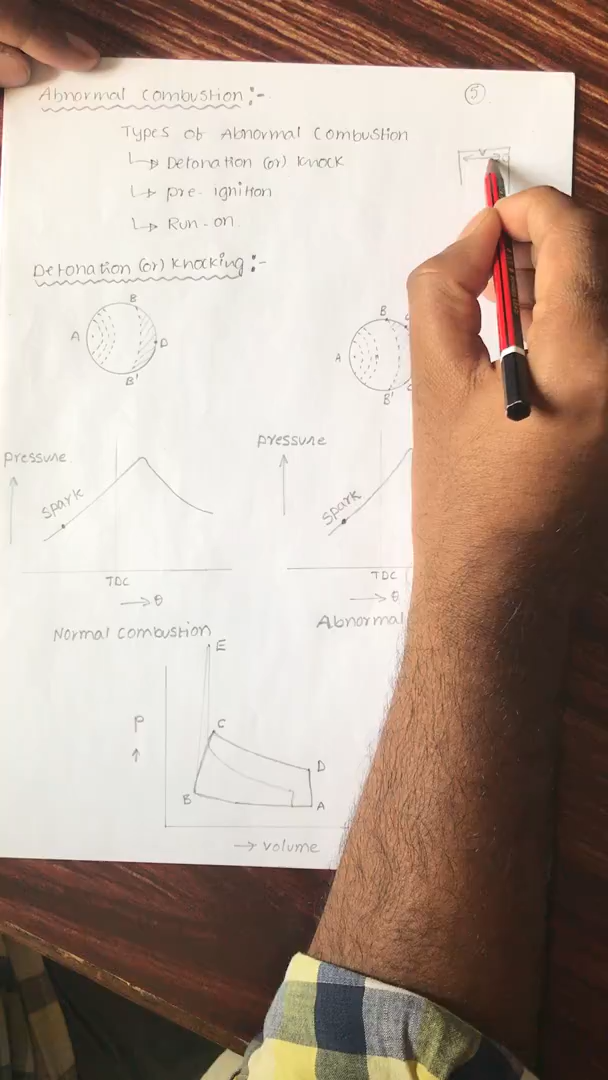 Abnormal Combustion :-
5
Types of Abnormal Combustion
Detonation (or) Knock
pre-ignition
Run-on
Detonation (or) Knocking :-
B
A
D
B'
B
A
B'
pressure
spark
TDC
θ
Normal Combustion
pressure
spark
TDC
θ
Abnormal
E
P
C
D
B
A
volume